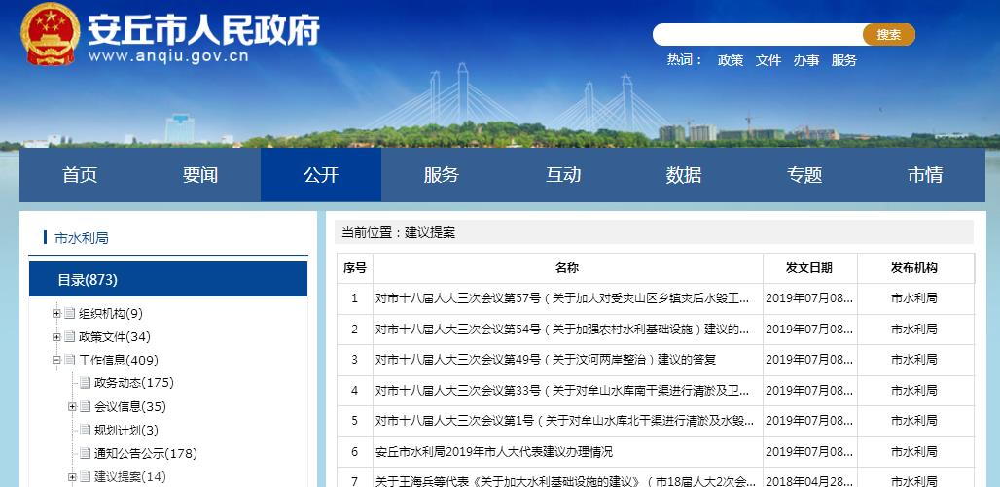 安丘市人民政府
www.anqiu.gov.cn
搜索
热词： 政策 文件 办事 服务
首页 要闻 公开 服务 互动 数据 专题 市情
市水利局
目录(873)
组织机构(9)
政策文件(34)
工作信息(409)
政务动态(175)
会议信息(35)
规划计划(3)
通知公告公示(178)
建议提案(14)
当前位置：建议提案
序号 名称 发文日期 发布机构
1 对市十八届人大三次会议第57号（关于加大对受灾山区乡镇灾后水毁工... 2019年07月08... 市水利局
2 对市十八届人大三次会议第54号（关于加强农村水利基础设施）建议的... 2019年07月08... 市水利局
3 对市十八届人大三次会议第49号（关于汶河两岸整治）建议的答复 2019年07月08... 市水利局
4 对市十八届人大三次会议第33号（关于对牟山水库南干渠进行清淤及卫... 2019年07月08... 市水利局
5 对市十八届人大三次会议第1号（关于对牟山水库北干渠进行清淤及水毁... 2019年07月08... 市水利局
6 安丘市水利局2019年市人大代表建议办理情况 2019年07月08... 市水利局
7 关于王海兵等代表《关于加大水利基础设施的建议》（市18届人大2次会... 2018年04月28... 市水利局